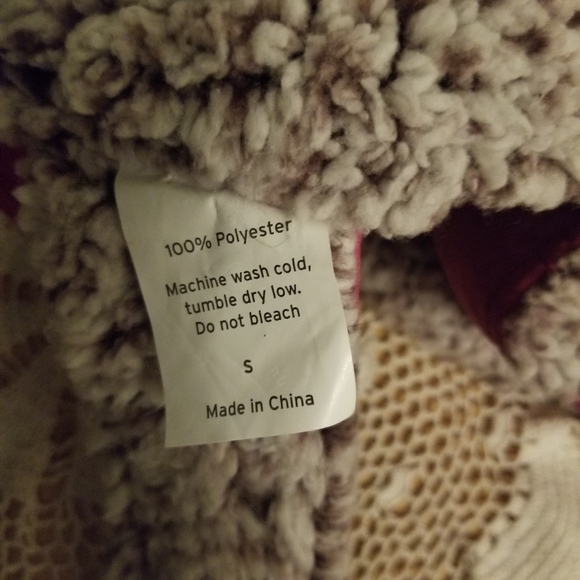 100% Polyester
Machine wash cold,
tumble dry low.
Do not bleach
S
Made in China